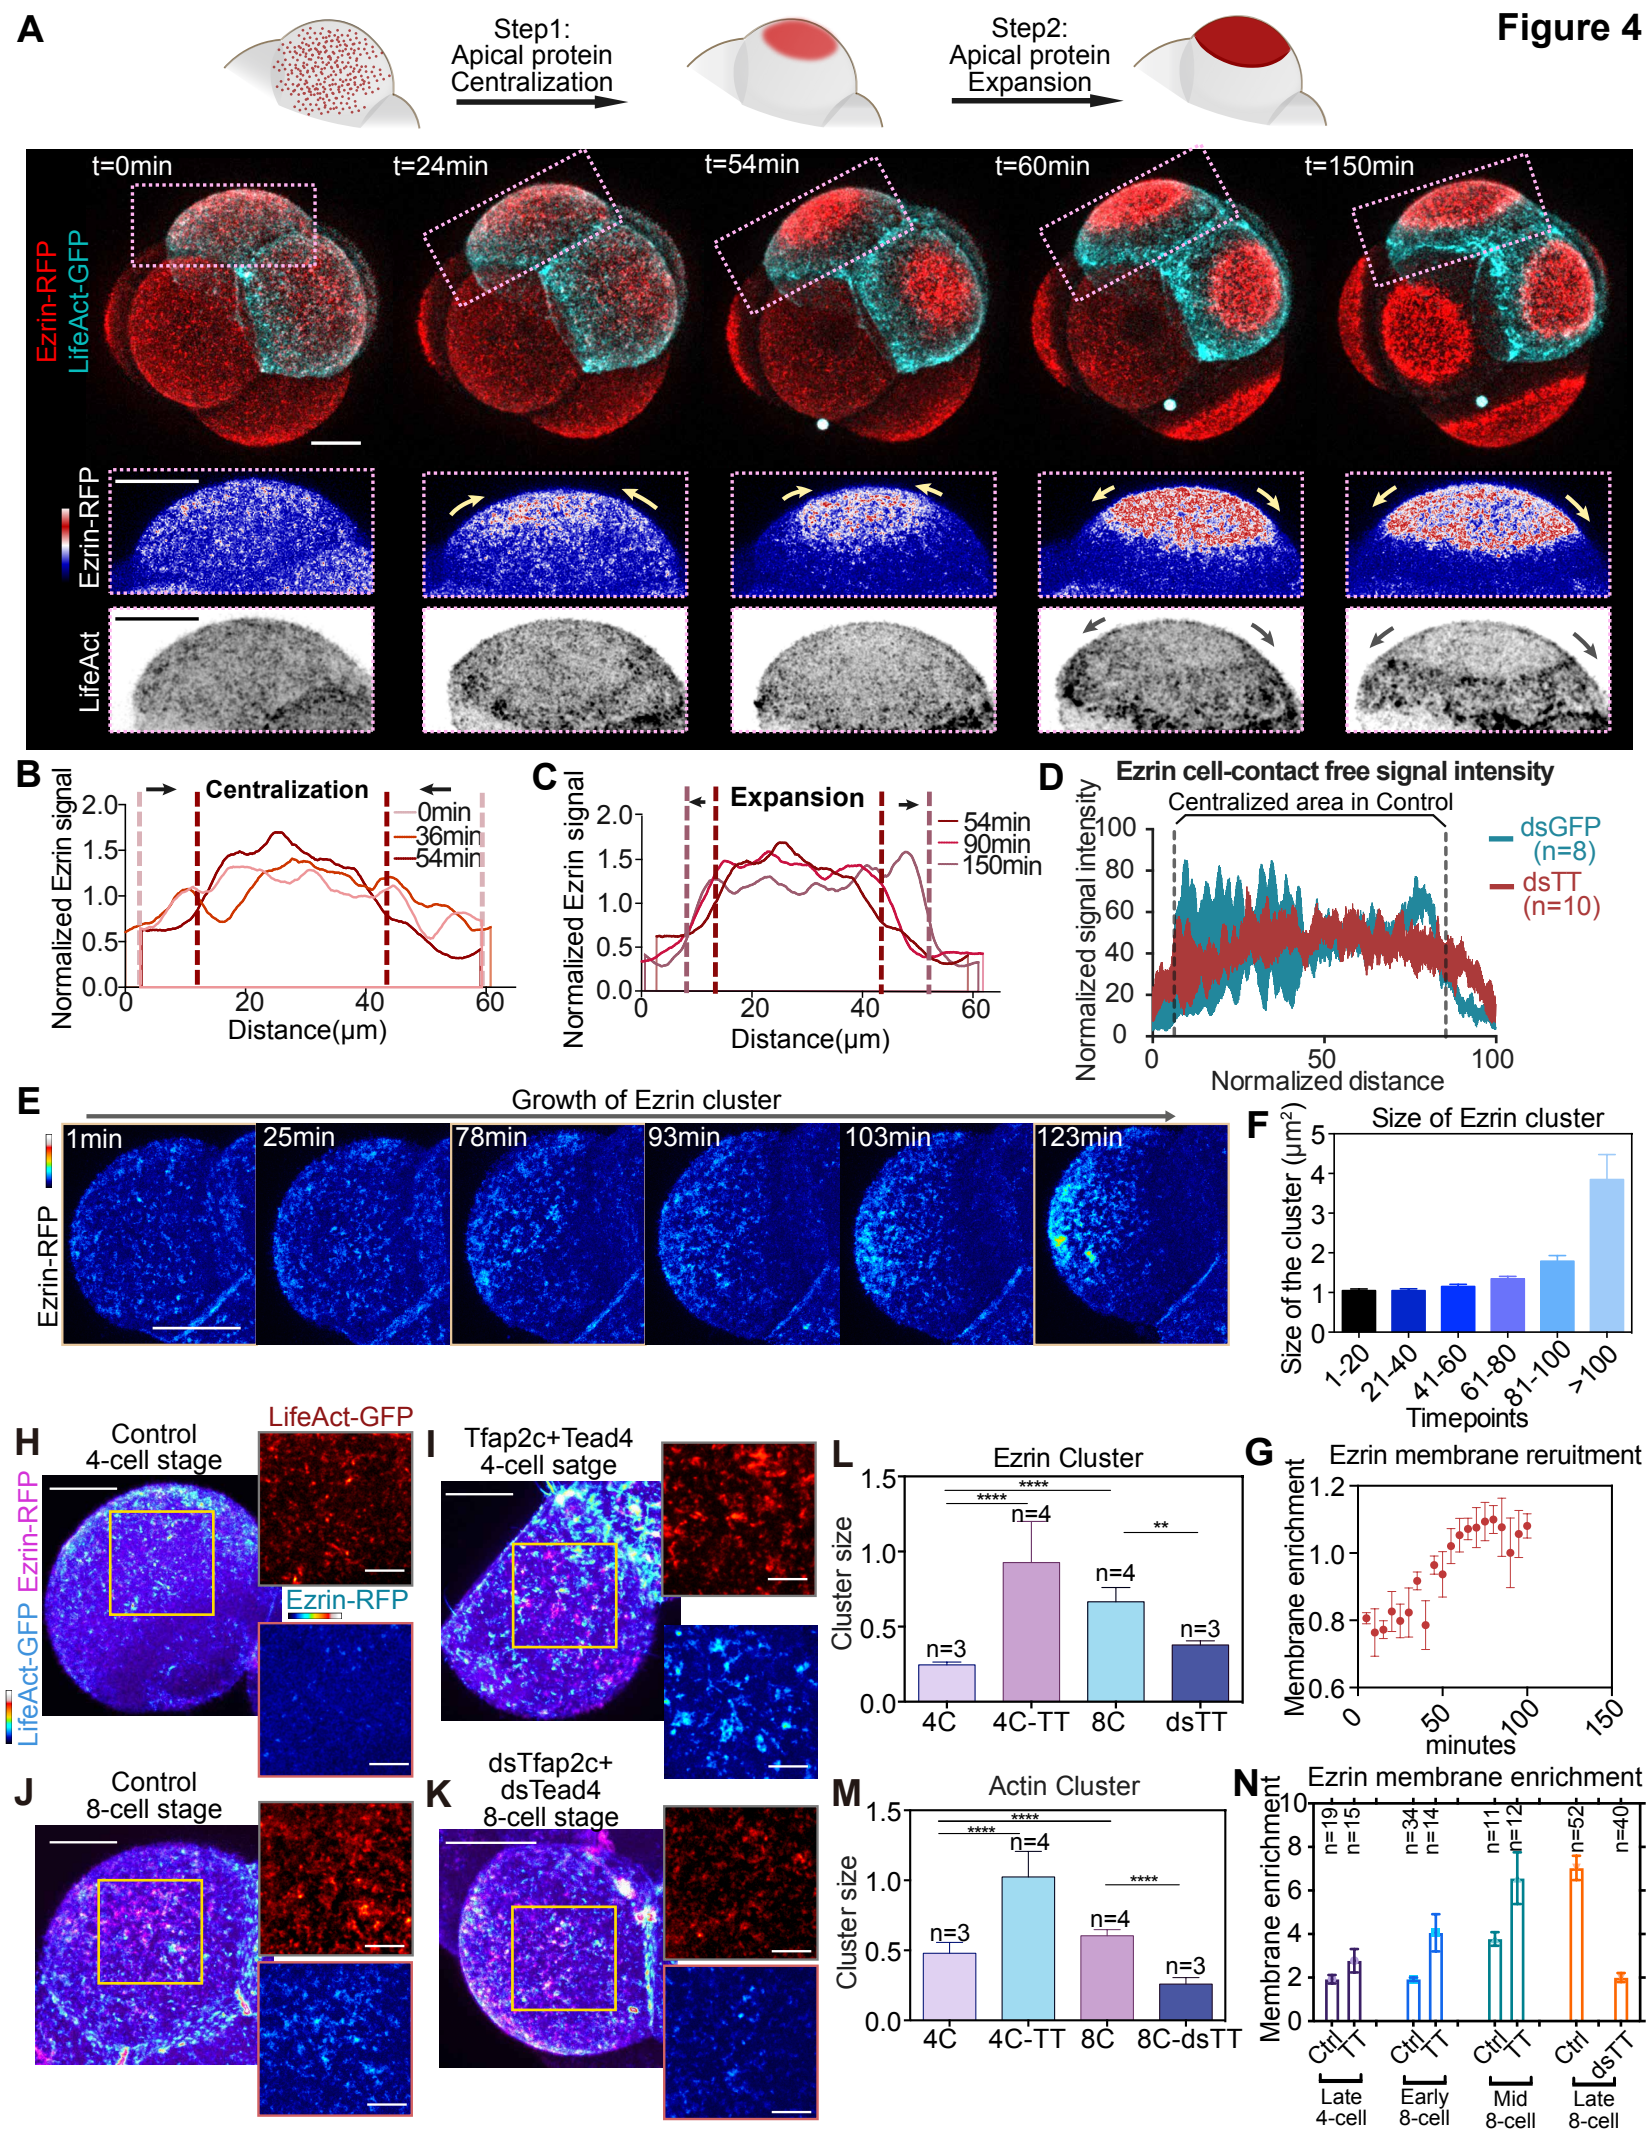 Figure 4
A
Step1:
Apical protein
Centralization
Step2:
Apical protein
Expansion
t=0min
t=24min
t=54min
t=60min
t=150min
Ezrin-RFP
LifeAct-GFP
Ezrin-RFP
LifeAct
B
Centralization
Normalized Ezrin signal
2.0
1.5
1.0
0.5
0.0
0
20
40
60
Distance(µm)
0min
36min
54min
C
Expansion
Normalized Ezrin signal
2.0
1.5
1.0
0.5
0.0
0
20
40
60
Distance(µm)
54min
90min
150min
D
Ezrin cell-contact free signal intensity
Centralized area in Control
Normalized signal intensity
100
80
60
40
20
0
0
50
100
Normalized distance
dsGFP
(n=8)
dsTT
(n=10)
E
Growth of Ezrin cluster
1min
25min
78min
93min
103min
123min
Ezrin-RFP
F
Size of Ezrin cluster
Size of the cluster (µm²)
5
4
3
2
1
0
1-20
21-40
41-60
61-80
81-100
>100
Timepoints
H
Control
4-cell stage
LifeAct-GFP
Ezrin-RFP
LifeAct-GFP Ezrin-RFP
I
Tfap2c+Tead4
4-cell satge
J
Control
8-cell stage
K
dsTfap2c+
dsTead4
8-cell stage
L
Ezrin Cluster
Cluster size
1.5
1.0
0.5
0.0
****
****
**
n=3
n=4
n=4
4C
4C-TT
8C
dsTT
G
Ezrin membrane reruitment
Membrane enrichment
1.2
1.0
0.8
0.6
0
50
100
150
minutes
M
Actin Cluster
Cluster size
1.5
1.0
0.5
0.0
****
****
****
n=3
n=4
n=4
n=3
4C
4C-TT
8C
8C-dsTT
N
Ezrin membrane enrichment
Membrane enrichment
10
8
6
4
2
0
n=19
n=15
n=34
n=14
n=11
n=12
n=52
n=40
Ctrl
TT
Ctrl
TT
Ctrl
TT
Ctrl
dsTT
Late
4-cell
Early
8-cell
Mid
8-cell
Late
8-cell